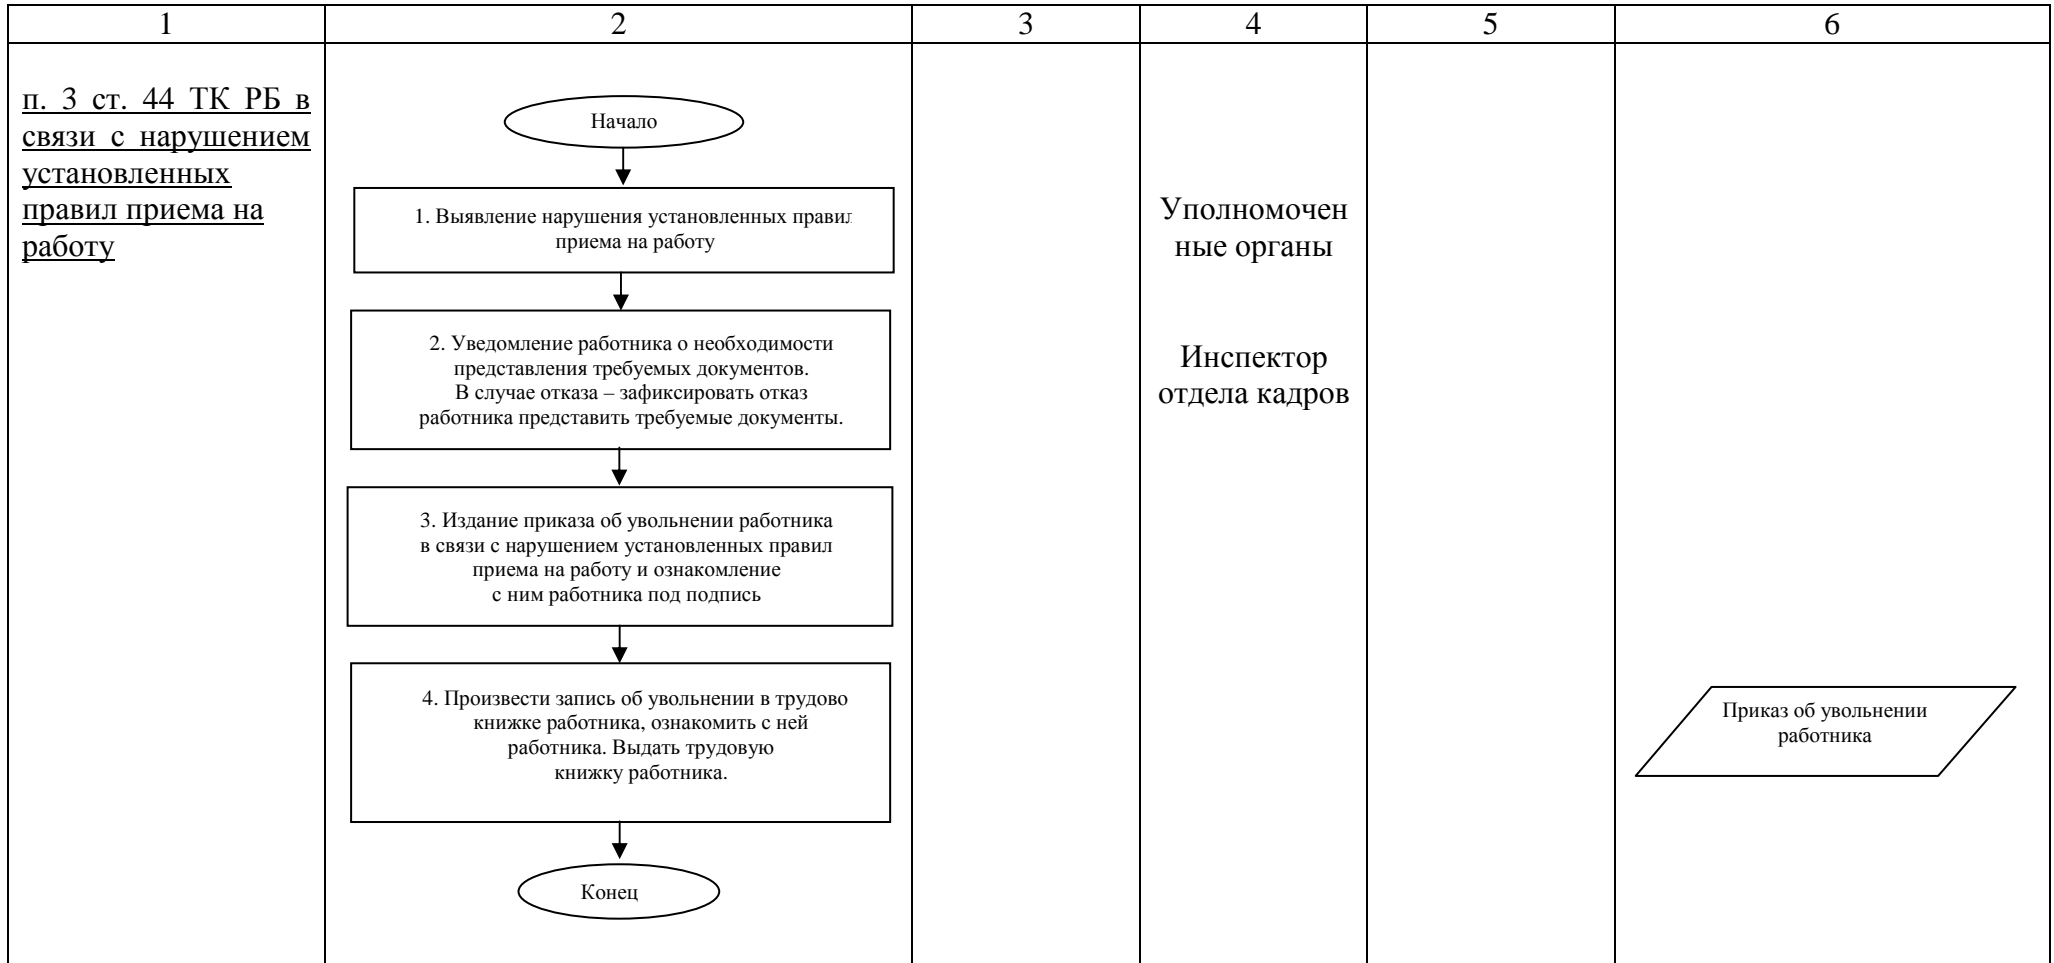 1
2
3
4
5
6
п. 3 ст. 44 ТК РБ в
связи с нарушением
установленных
правил приема на
работу
Начало
1. Выявление нарушения установленных правил
приема на работу
2. Уведомление работника о необходимости
представления требуемых документов.
В случае отказа – зафиксировать отказ
работника представить требуемые документы.
3. Издание приказа об увольнении работника
в связи с нарушением установленных правил
приема на работу и ознакомление
с ним работника под подпись
4. Произвести запись об увольнении в трудово
книжке работника, ознакомить с ней
работника. Выдать трудовую
книжку работника.
Конец
Уполномочен
ные органы
Инспектор
отдела кадров
Приказ об увольнении
работника